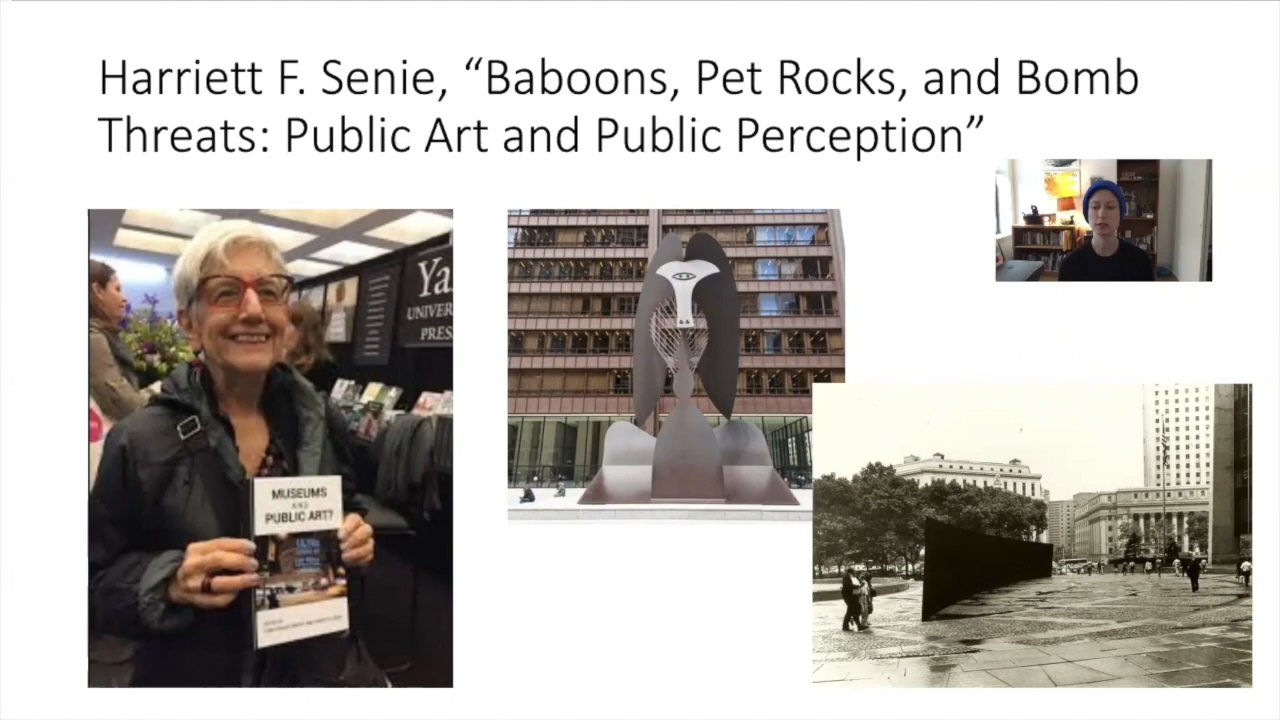 Harriett F. Senie, “Baboons, Pet Rocks, and Bomb
Threats: Public Art and Public Perception”
Ya
UNIVER
PRES
MUSEUMS
AND
PUBLIC ART?